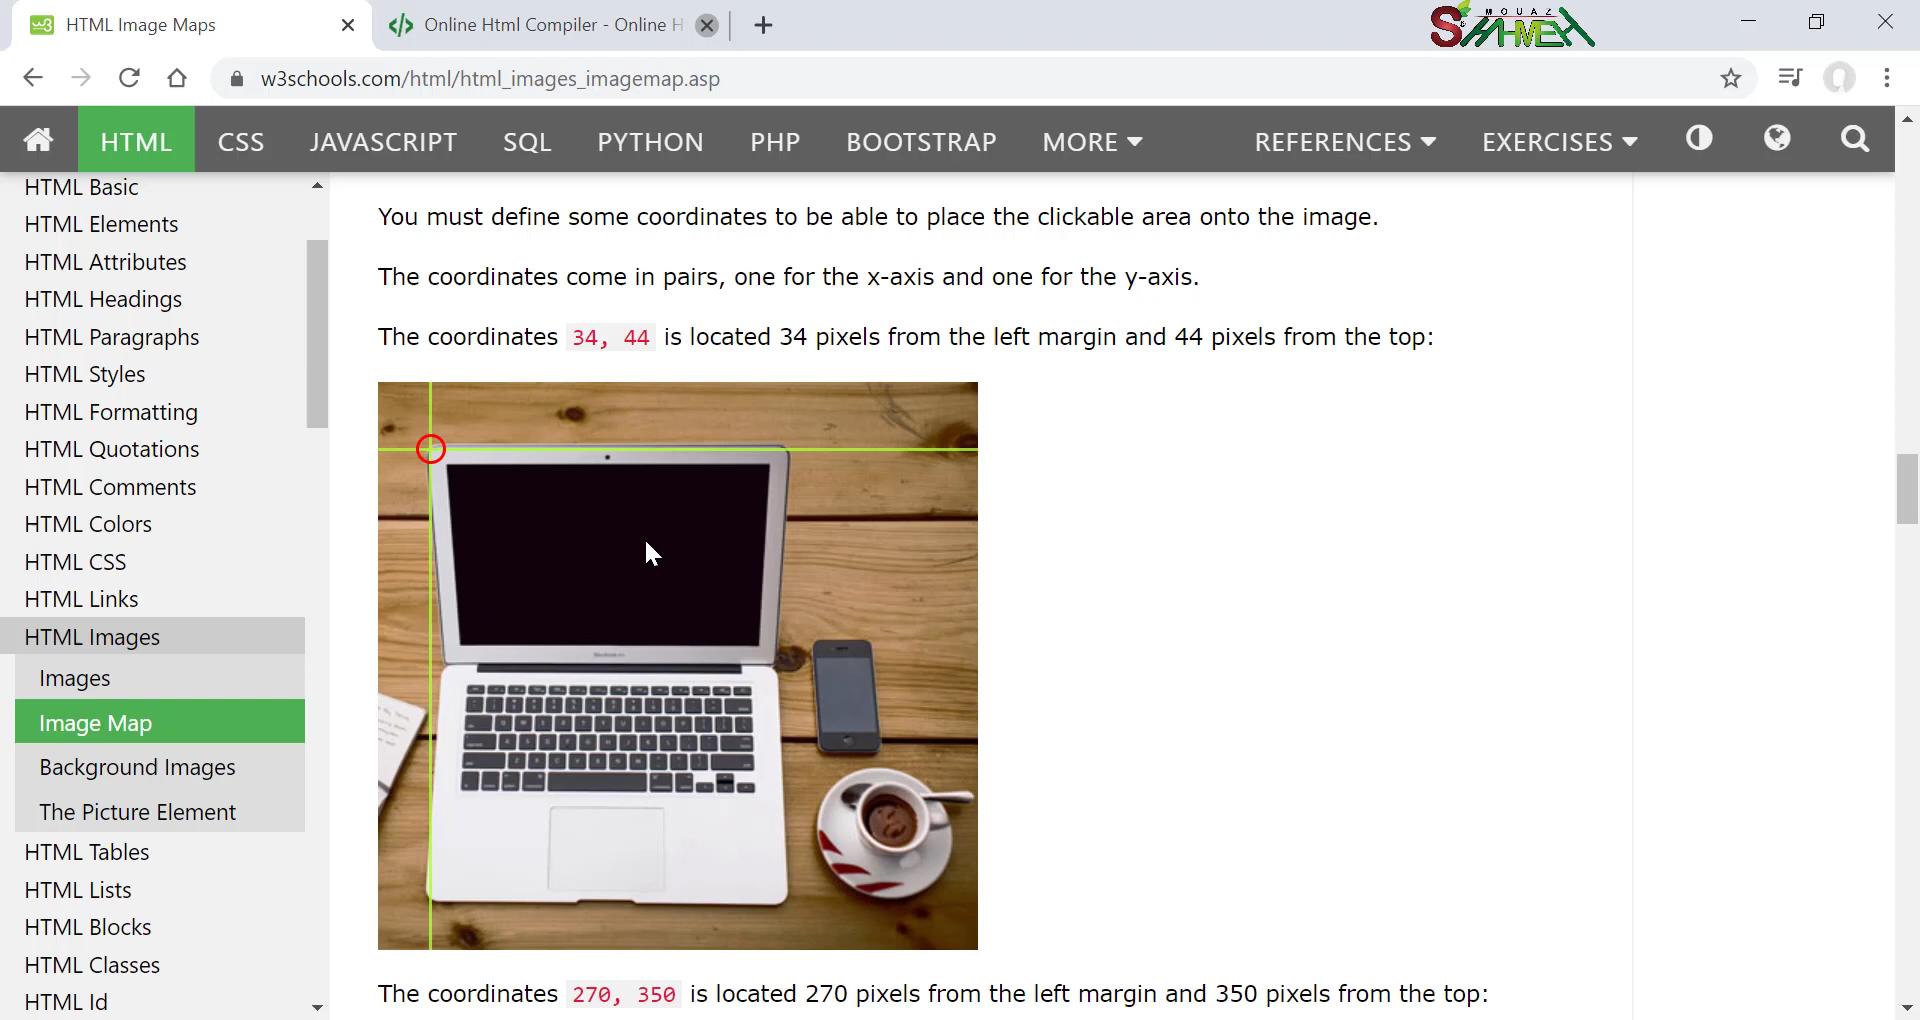 HTML Image Maps
Online Html Compiler - Online H
MOUAZ
w3schools.com/html/html_images_imagemap.asp
HTML
CSS
JAVASCRIPT
SQL
PYTHON
PHP
BOOTSTRAP
MORE
REFERENCES
EXERCISES
HTML Basic
HTML Elements
HTML Attributes
HTML Headings
HTML Paragraphs
HTML Styles
HTML Formatting
HTML Quotations
HTML Comments
HTML Colors
HTML CSS
HTML Links
HTML Images
Images
Image Map
Background Images
The Picture Element
HTML Tables
HTML Lists
HTML Blocks
HTML Classes
HTML Id
You must define some coordinates to be able to place the clickable area onto the image.
The coordinates come in pairs, one for the x-axis and one for the y-axis.
The coordinates 34, 44 is located 34 pixels from the left margin and 44 pixels from the top:
The coordinates 270, 350 is located 270 pixels from the left margin and 350 pixels from the top: